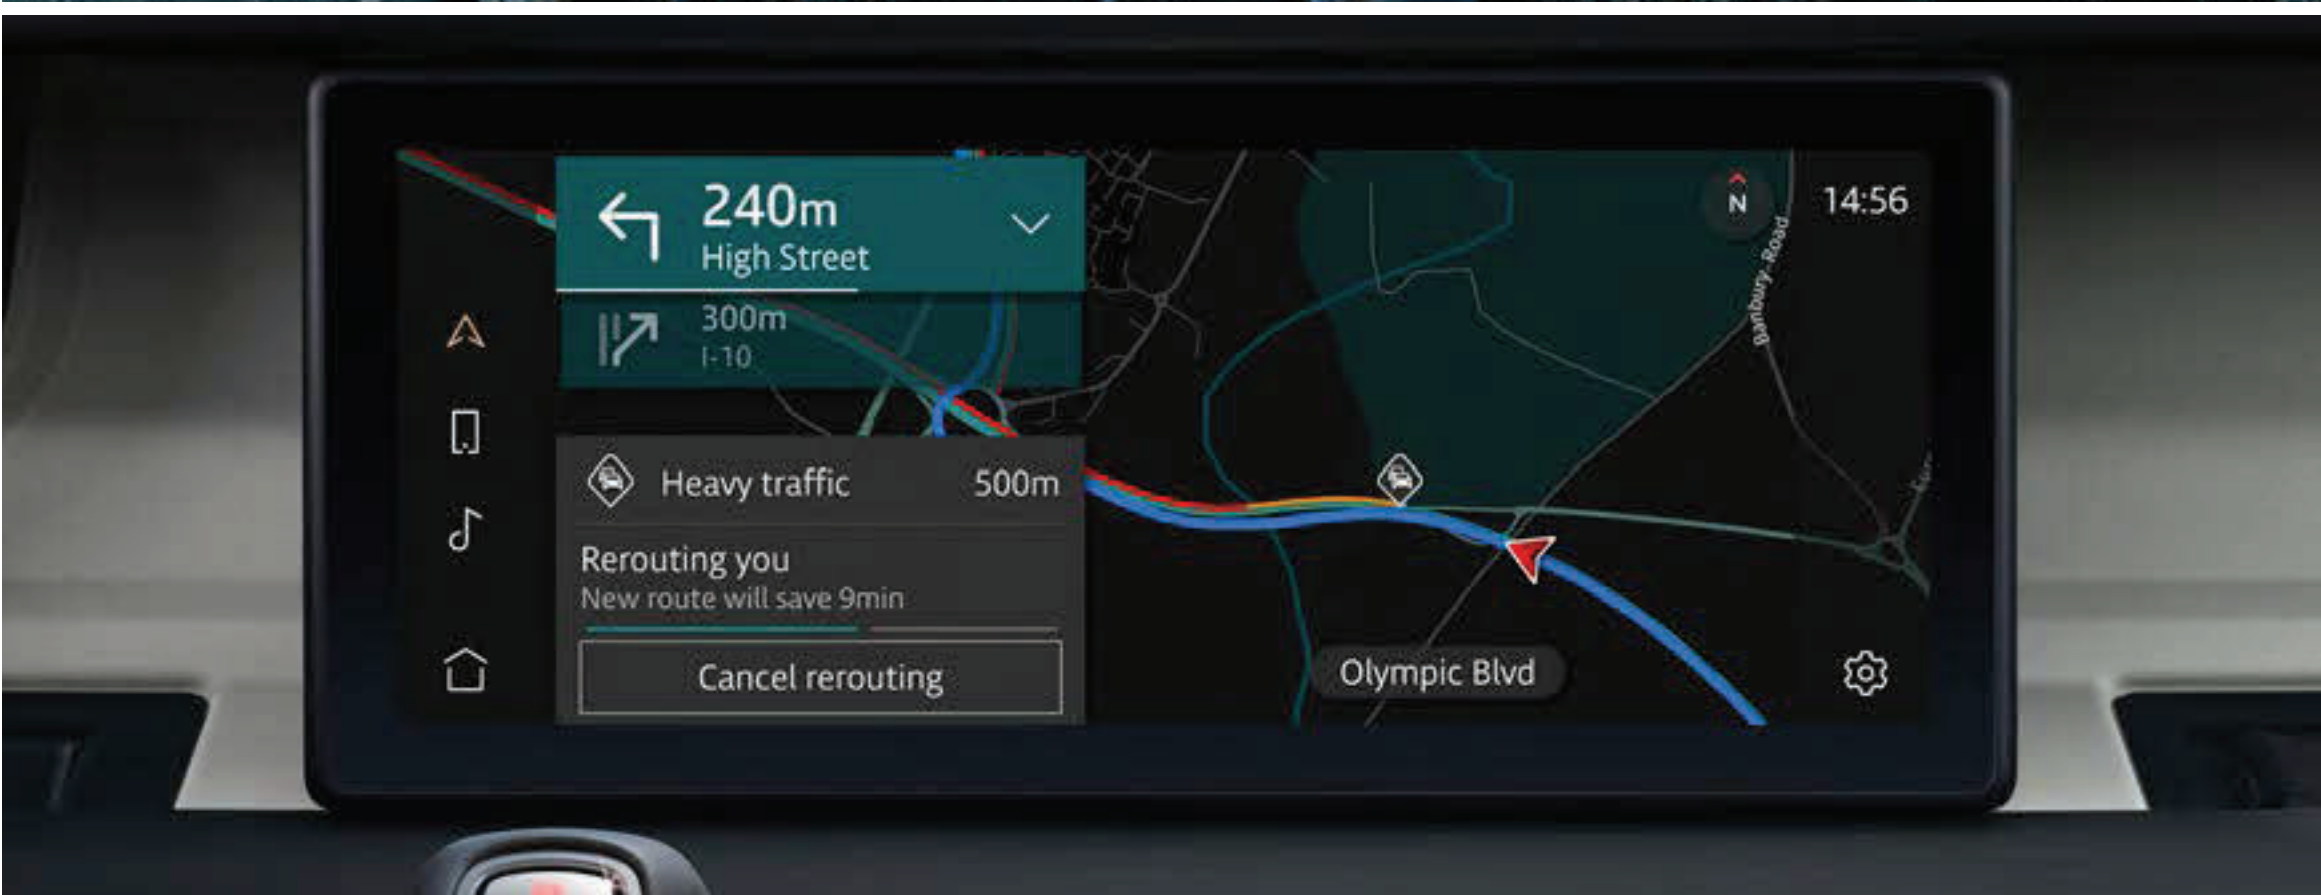 240m
High Street
300m
I-10
Heavy traffic 500m
Rerouting you
New route will save 9min
Cancel rerouting
N
14:56
Banbury Road
Olympic Blvd